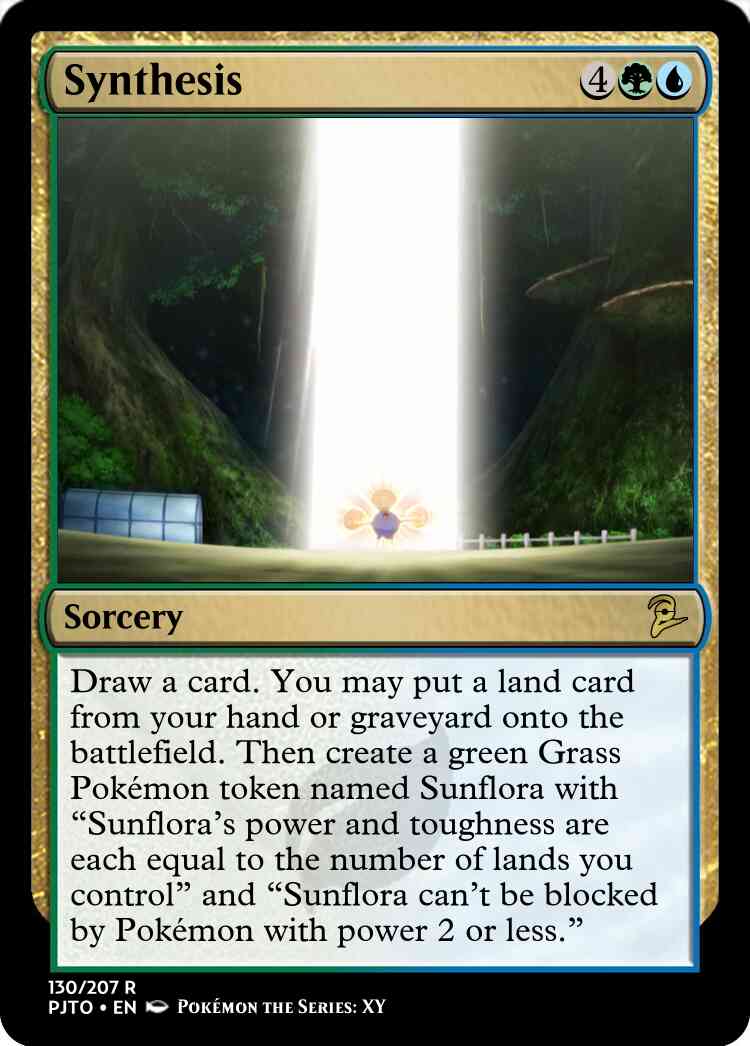 Synthesis 4
Sorcery
Draw a card. You may put a land card
from your hand or graveyard onto the
battlefield. Then create a green Grass
Pokémon token named Sunflora with
“Sunflora’s power and toughness are
each equal to the number of lands you
control” and “Sunflora can’t be blocked
by Pokémon with power 2 or less.”
130/207 R
PJTO • EN Pokémon the Series: XY